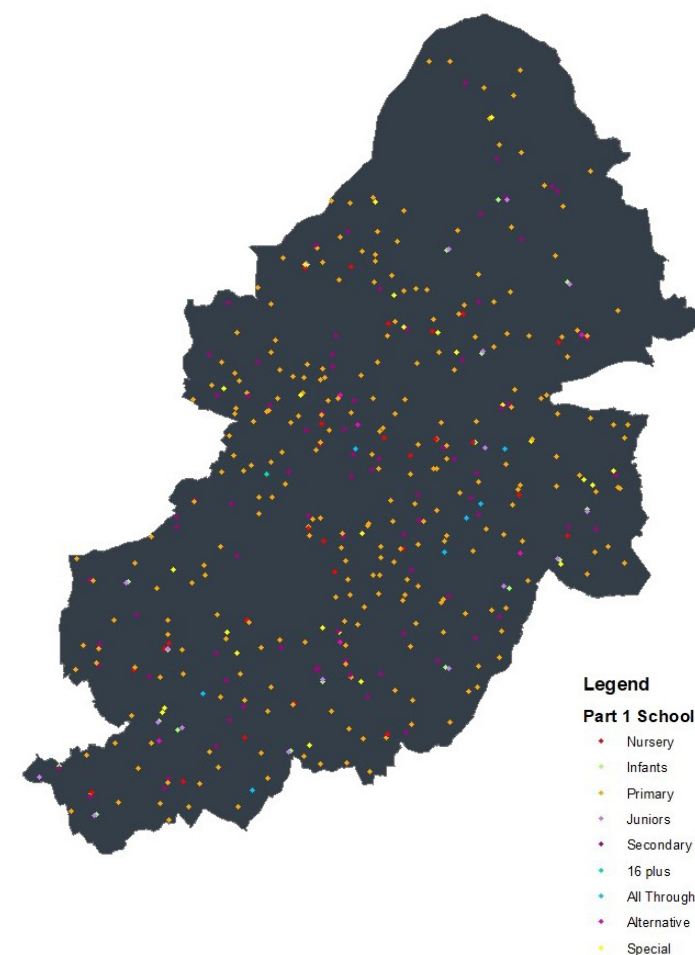 Legend
Part 1 School
Nursery
Infants
Primary
Juniors
Secondary
16 plus
All Through
Alternative
Special